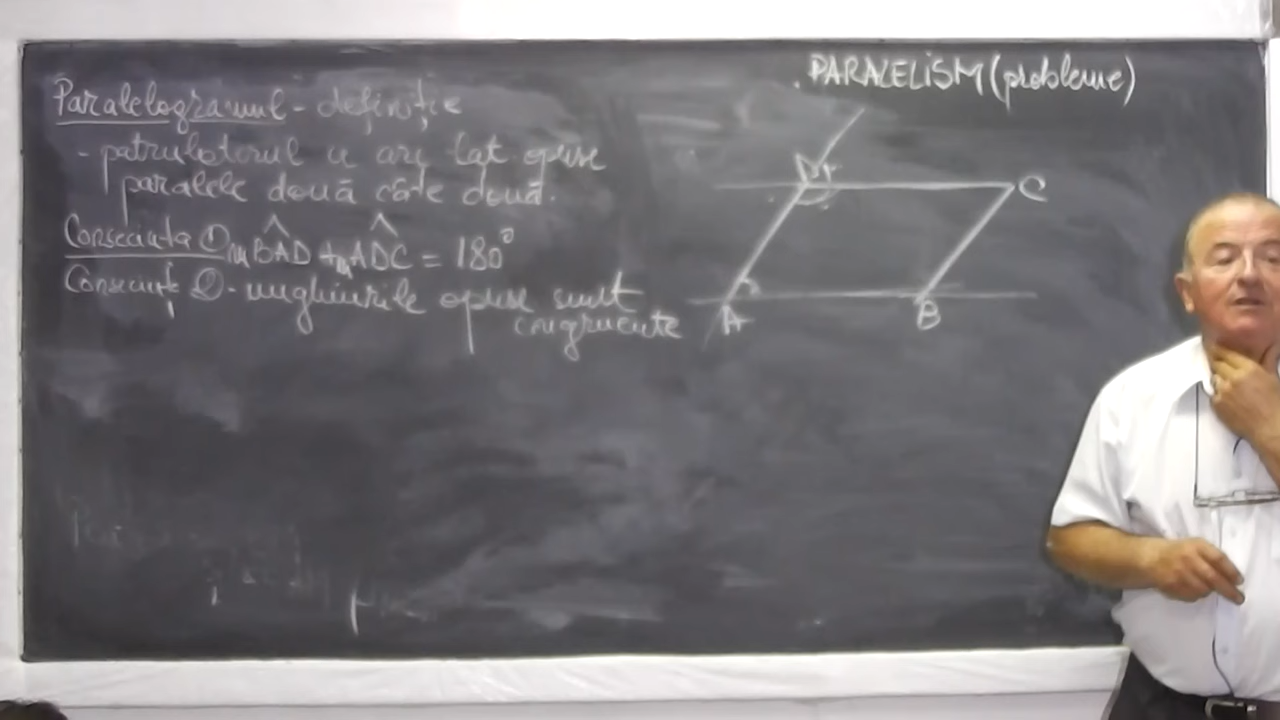 PARALELISM (probleme)
Paralelogramul - definiție
- patrulaterul ce are lat. opuse
paralele două câte două.
Consecința ① m BAD + m ADC = 180°
Consecința ② - unghiurile opuse sunt
congruente
D
C
A
B